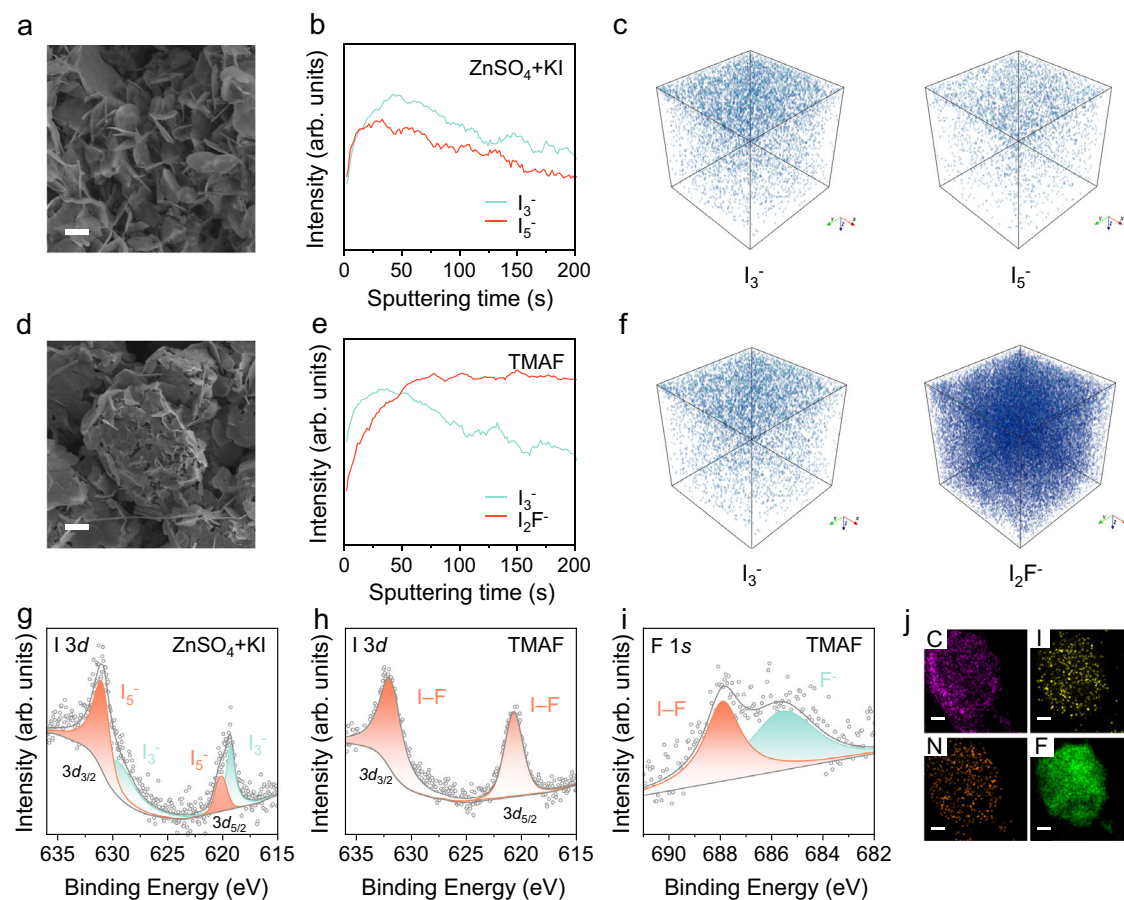 a
b
Intensity (arb. units)
ZnSO₄+KI
I₃⁻
I₅⁻
0 50 100 150 200
Sputtering time (s)
c
Y X
Z
I₃⁻
Y X
Z
I₅⁻
d
e
Intensity (arb. units)
TMAF
I₃⁻
I₂F⁻
0 50 100 150 200
Sputtering time (s)
f
Y X
Z
I₃⁻
Y X
Z
I₂F⁻
g
Intensity (arb. units)
I 3d ZnSO₄+KI
I₅⁻
I₃⁻
I₅⁻
I₃⁻
3d₃/₂
3d₅/₂
635 630 625 620 615
Binding Energy (eV)
h
Intensity (arb. units)
I 3d TMAF
I–F
I–F
3d₃/₂
3d₅/₂
635 630 625 620 615
Binding Energy (eV)
i
Intensity (arb. units)
F 1s TMAF
I–F
F⁻
690 688 686 684 682
Binding Energy (eV)
j
C I
N F